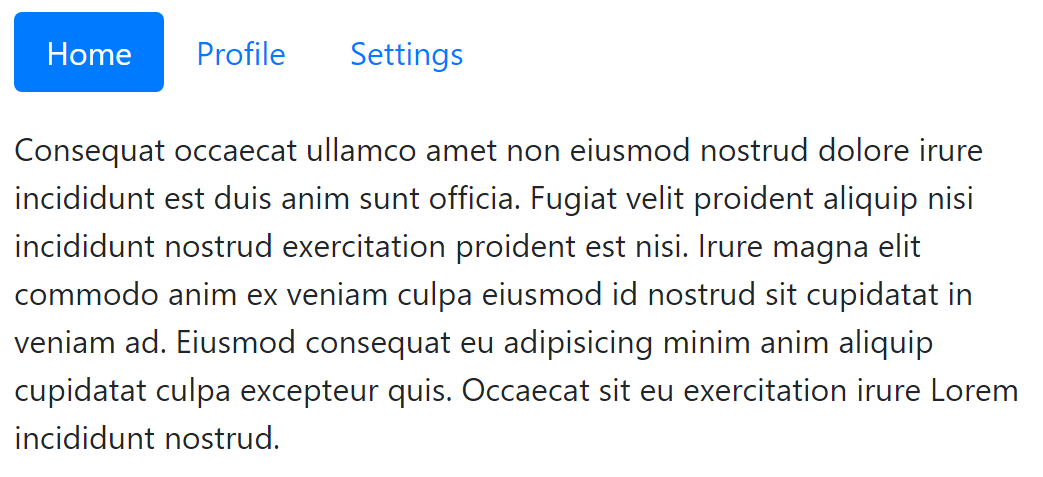 Home Profile Settings
Consequat occaecat ullamco amet non eiusmod nostrud dolore irure
incididunt est duis anim sunt officia. Fugiat velit proident aliquip nisi
incididunt nostrud exercitation proident est nisi. Irure magna elit
commodo anim ex veniam culpa eiusmod id nostrud sit cupidatat in
veniam ad. Eiusmod consequat eu adipisicing minim anim aliquip
cupidatat culpa excepteur quis. Occaecat sit eu exercitation irure Lorem
incididunt nostrud.